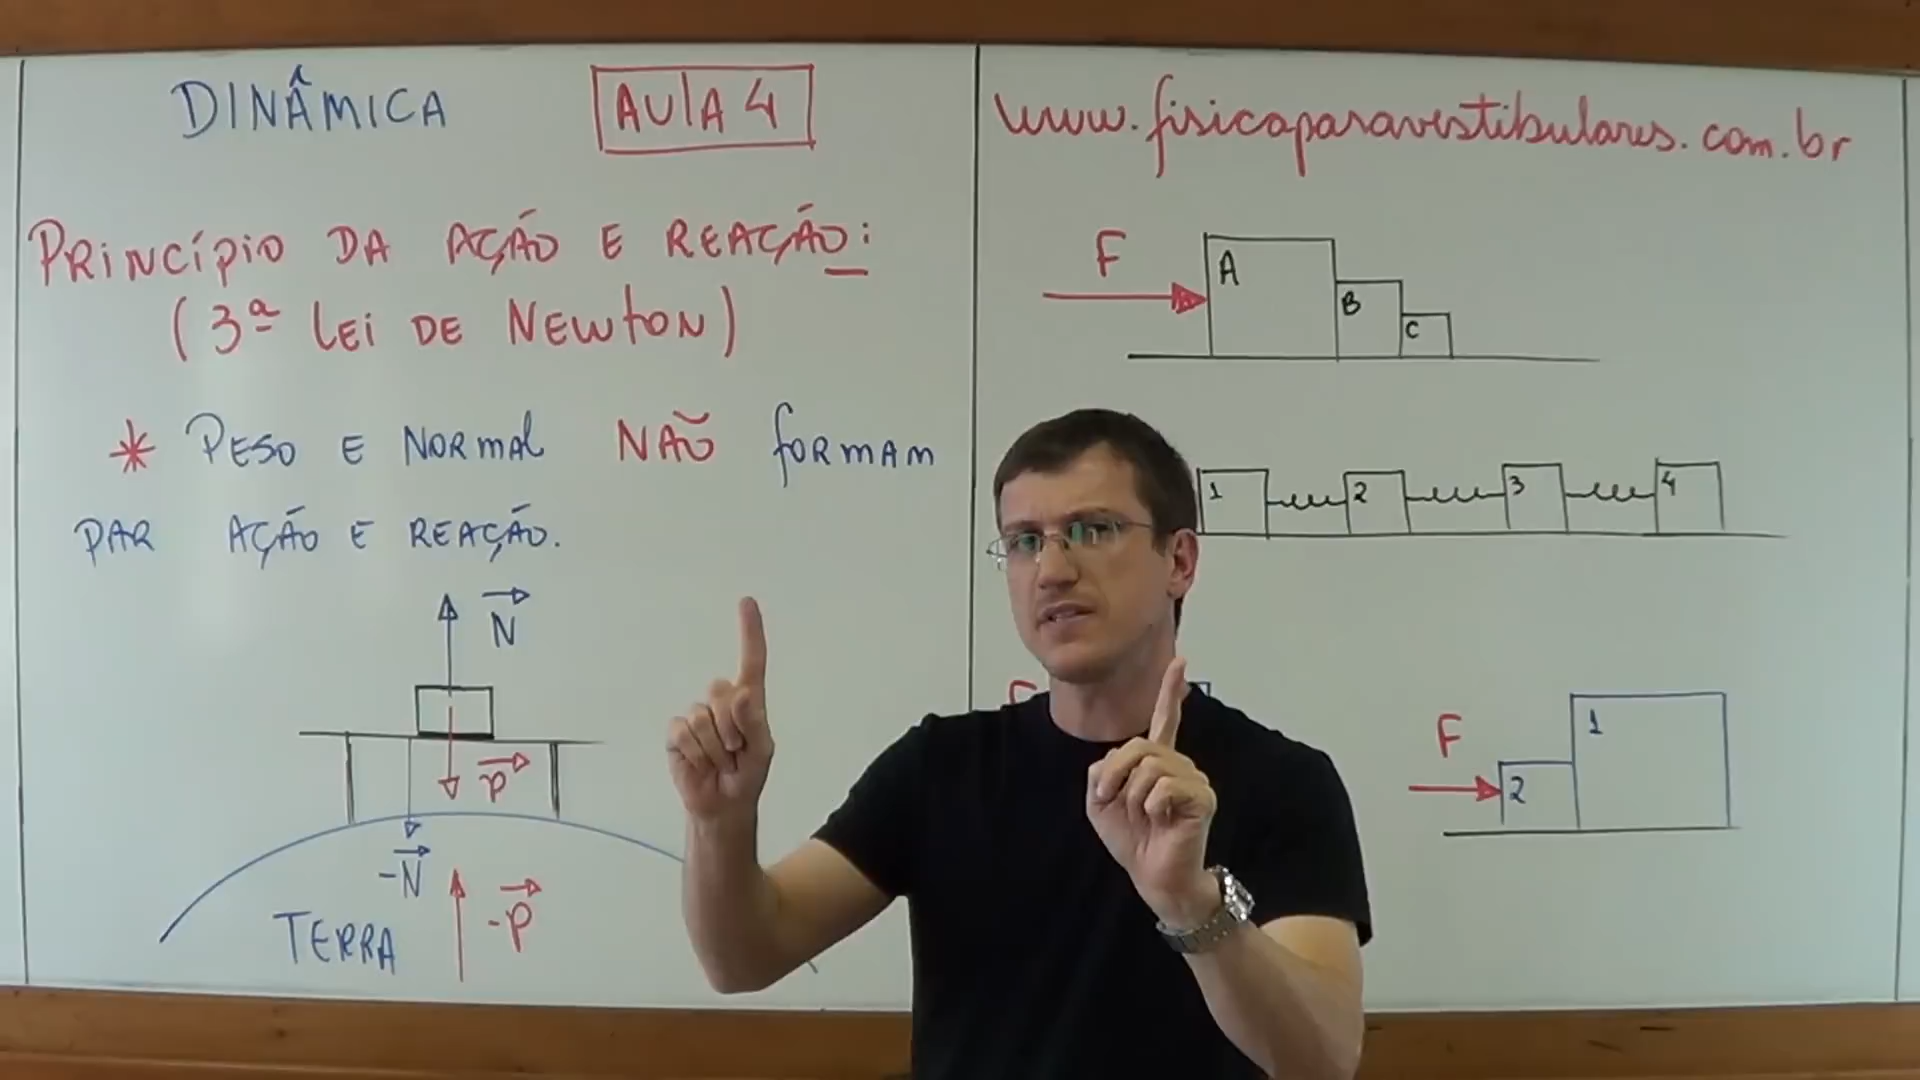 DINÂMICA
AULA 4
PRINCÍPIO DA AÇÃO E REAÇÃO:
(3ª LEI DE NEWTON)
* PESO E NORMAL NÃO FORMAM
PAR AÇÃO E REAÇÃO.
N
P
-N
-P
TERRA
www.fisicaparavestibulares.com.br
F
A
B
C
1
2
3
4
F
F
2
1